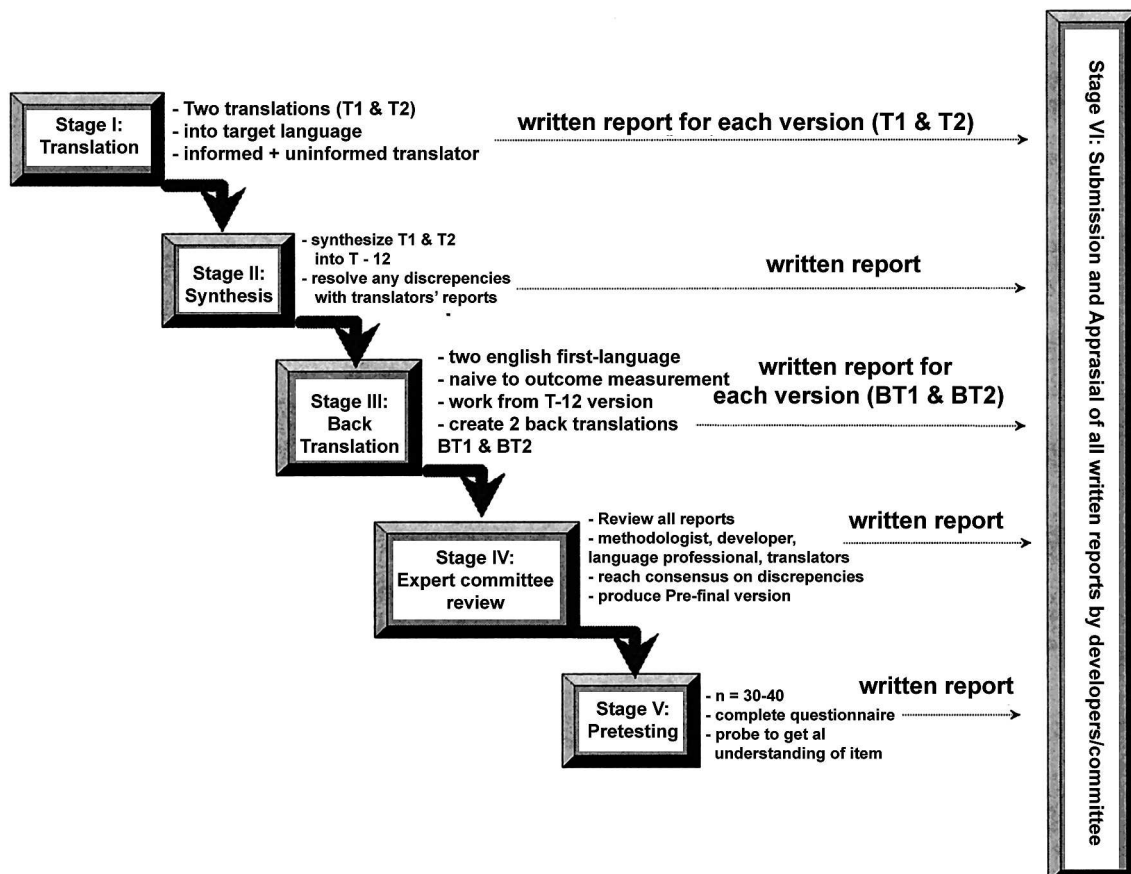 Stage I:
Translation
- Two translations (T1 & T2)
- into target language
- informed + uninformed translator
written report for each version (T1 & T2)
Stage II:
Synthesis
- synthesize T1 & T2
into T - 12
- resolve any discrepencies
with translators' reports
-
written report
Stage III:
Back
Translation
- two english first-language
- naive to outcome measurement
- work from T-12 version
- create 2 back translations
BT1 & BT2
written report for
each version (BT1 & BT2)
Stage IV:
Expert committee
review
- Review all reports
- methodologist, developer,
language professional, translators
- reach consensus on discrepencies
- produce Pre-final version
written report
Stage V:
Pretesting
- n = 30-40
- complete questionnaire
- probe to get al
understanding of item
written report
Stage VI: Submission and Apprasial of all written reports by developers/committee